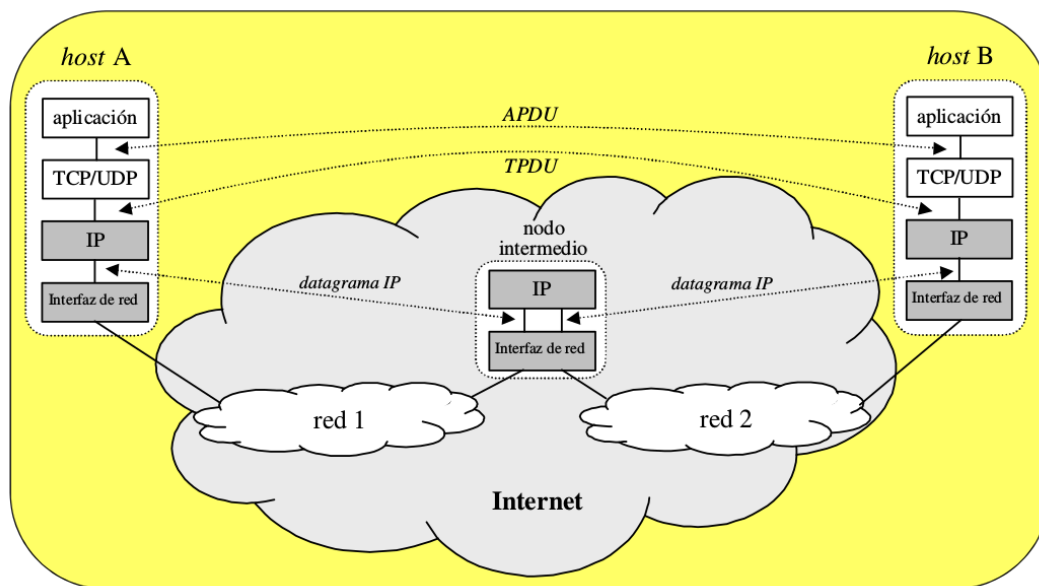 host A
host B
aplicación
aplicación
APDU
TCP/UDP
TPDU
TCP/UDP
nodo
intermedio
IP
IP
datagrama IP
IP
datagrama IP
Interfaz de red
Interfaz de red
Interfaz de red
red 1
red 2
Internet